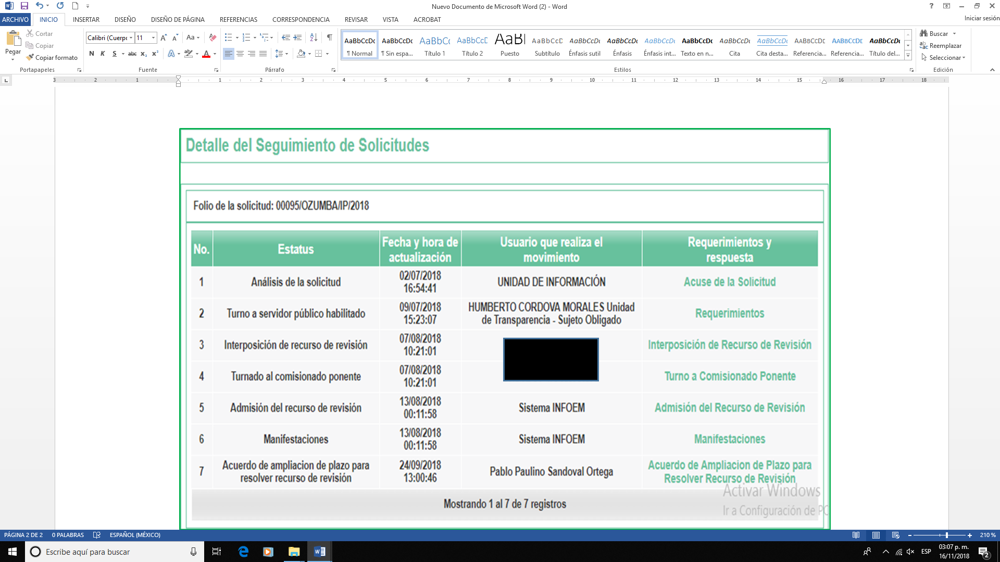 Nuevo Documento de Microsoft Word (2) - Word
ARCHIVO INICIO INSERTAR DISEÑO DISEÑO DE PÁGINA REFERENCIAS CORRESPONDENCIA REVISAR VISTA ACROBAT Iniciar sesión
Pegar
Cortar
Copiar
Copiar formato
Portapapeles
Calibri (Cuerpo 11
N K S abc x₂ x²
Fuente
Párrafo
AaBbCcDc AaBbCcDc AaBbCc AaBbCcD AaBl AaBbCcD AaBbCcDc AaBbCcDc AaBbCcDc AaBbCcDc AaBbCcDc AaBbCcDc AABBCCDE AABBCCDE AaBbCcDc
¶ Normal ¶ Sin espa... Título 1 Título 2 Puesto Subtítulo Énfasis sutil Énfasis Énfasis int... Texto en n... Cita Cita desta... Referencia... Referencia... Título del...
Estilos
Buscar
Reemplazar
Seleccionar
Edición
3 2 1 1 2 3 4 5 6 7 8 9 10 11 12 13 14 15 16 17 18
Detalle del Seguimiento de Solicitudes
Folio de la solicitud: 00095/OZUMBA/IP/2018
No. Estatus Fecha y hora de actualización Usuario que realiza el movimiento Requerimientos y respuesta
1 Análisis de la solicitud 02/07/2018 16:54:41 UNIDAD DE INFORMACIÓN Acuse de la Solicitud
2 Turno a servidor público habilitado 09/07/2018 15:23:07 HUMBERTO CORDOVA MORALES Unidad de Transparencia - Sujeto Obligado Requerimientos
3 Interposición de recurso de revisión 07/08/2018 10:21:01 Interposición de Recurso de Revisión
4 Turnado al comisionado ponente 07/08/2018 10:21:01 Turno a Comisionado Ponente
5 Admisión del recurso de revisión 13/08/2018 00:11:58 Sistema INFOEM Admisión del Recurso de Revisión
6 Manifestaciones 13/08/2018 00:11:58 Sistema INFOEM Manifestaciones
7 Acuerdo de ampliacion de plazo para resolver recurso de revisión 24/09/2018 13:00:46 Pablo Paulino Sandoval Ortega Acuerdo de Ampliacion de Plazo para Resolver Recurso de Revisión
Mostrando 1 al 7 de 7 registros
Activar Windows
Ir a Configuración de PC
PÁGINA 2 DE 2 0 PALABRAS ESPAÑOL (MÉXICO) 210 %
Escribe aquí para buscar
ESP
03:07 p. m.
16/11/2018
2